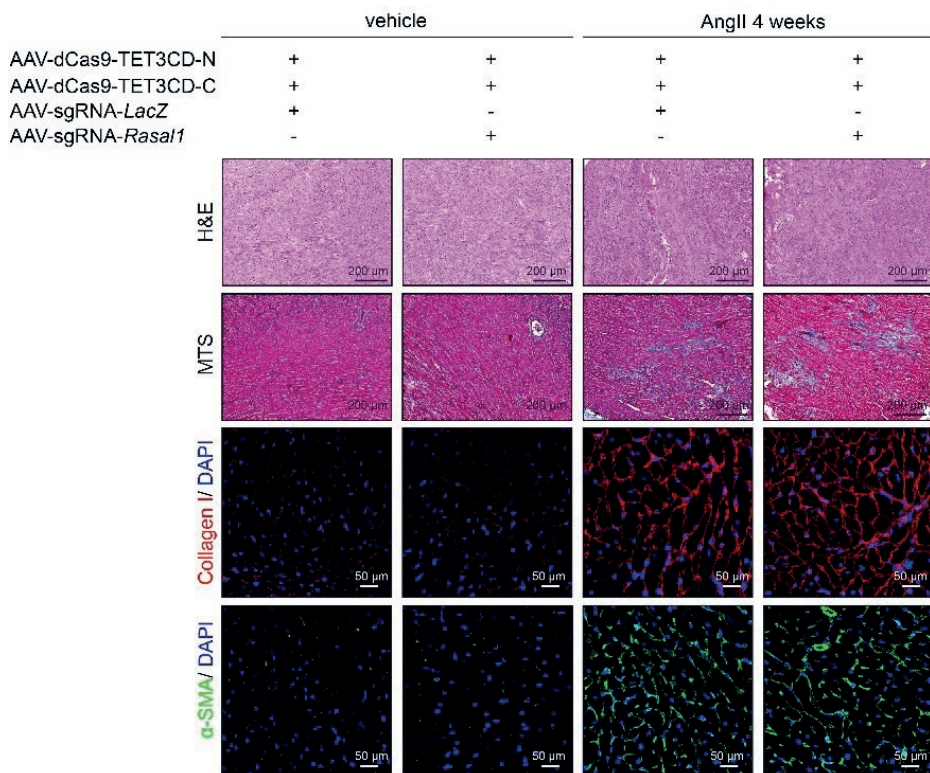 vehicle AngII 4 weeks
AAV-dCas9-TET3CD-N + + + +
AAV-dCas9-TET3CD-C + + + +
AAV-sgRNA-LacZ + - + -
AAV-sgRNA-Rasal1 - + - +
H&E
200 µm 200 µm 200 µm 200 µm
MTS
200 µm 200 µm 200 µm 200 µm
Collagen I/ DAPI
50 µm 50 µm 50 µm 50 µm
α-SMA/ DAPI
50 µm 50 µm 50 µm 50 µm